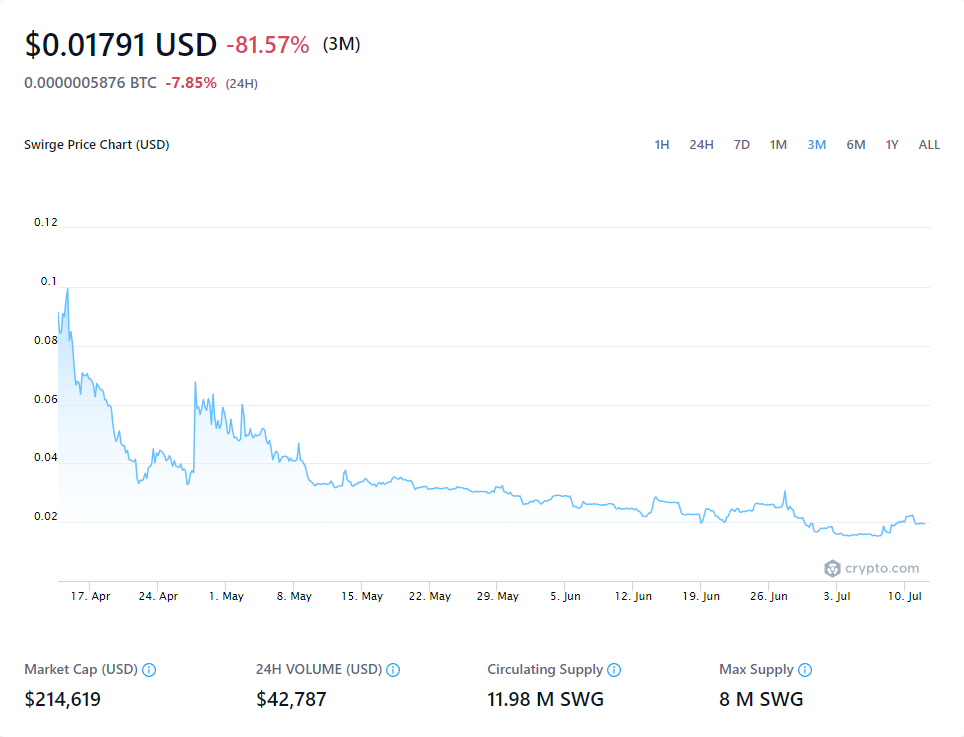 $0.01791 USD -81.57% (3M)
0.0000005876 BTC -7.85% (24H)
Swirge Price Chart (USD) 1H 24H 7D 1M 3M 6M 1Y ALL
0.12
0.1
0.08
0.06
0.04
0.02
crypto.com
17. Apr 24. Apr 1. May 8. May 15. May 22. May 29. May 5. Jun 12. Jun 19. Jun 26. Jun 3. Jul 10. Jul
Market Cap (USD) 24H VOLUME (USD) Circulating Supply Max Supply
$214,619 $42,787 11.98 M SWG 8 M SWG